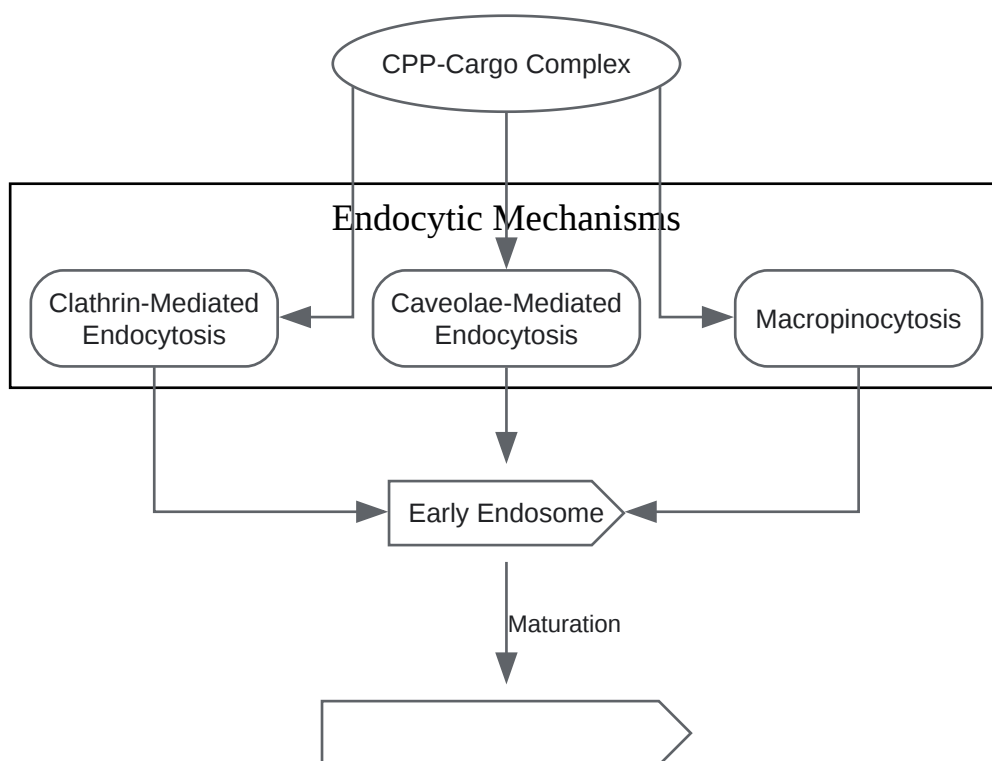 CPP-Cargo Complex
Endocytic Mechanisms
Clathrin-Mediated
Endocytosis
Caveolae-Mediated
Endocytosis
Macropinocytosis
Early Endosome
Maturation